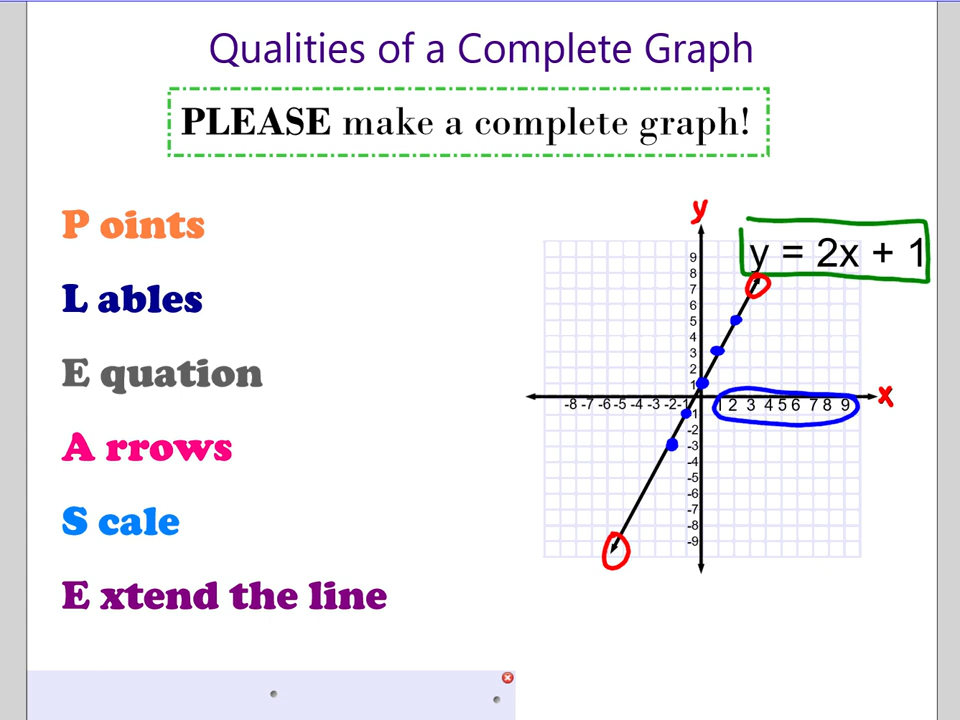 Qualities of a Complete Graph
PLEASE make a complete graph!
P oints
L ables
E quation
A rrows
S cale
E xtend the line
y
y = 2x + 1
9
8
7
6
5
4
3
2
1
x
-8 -7 -6 -5 -4 -3 -2 -1 1 2 3 4 5 6 7 8 9
-1
-2
-3
-4
-5
-6
-7
-8
-9